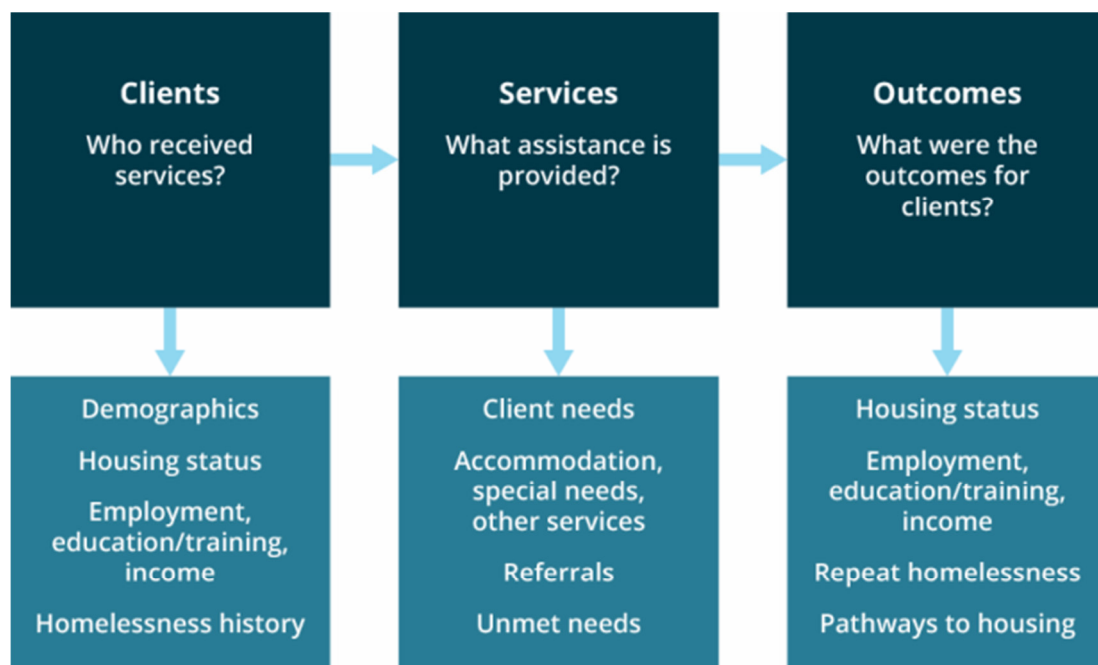 Clients
Who received
services?
Services
What assistance is
provided?
Outcomes
What were the
outcomes for
clients?
Demographics
Housing status
Employment,
education/training,
income
Homelessness history
Client needs
Accommodation,
special needs,
other services
Referrals
Unmet needs
Housing status
Employment,
education/training,
income
Repeat homelessness
Pathways to housing